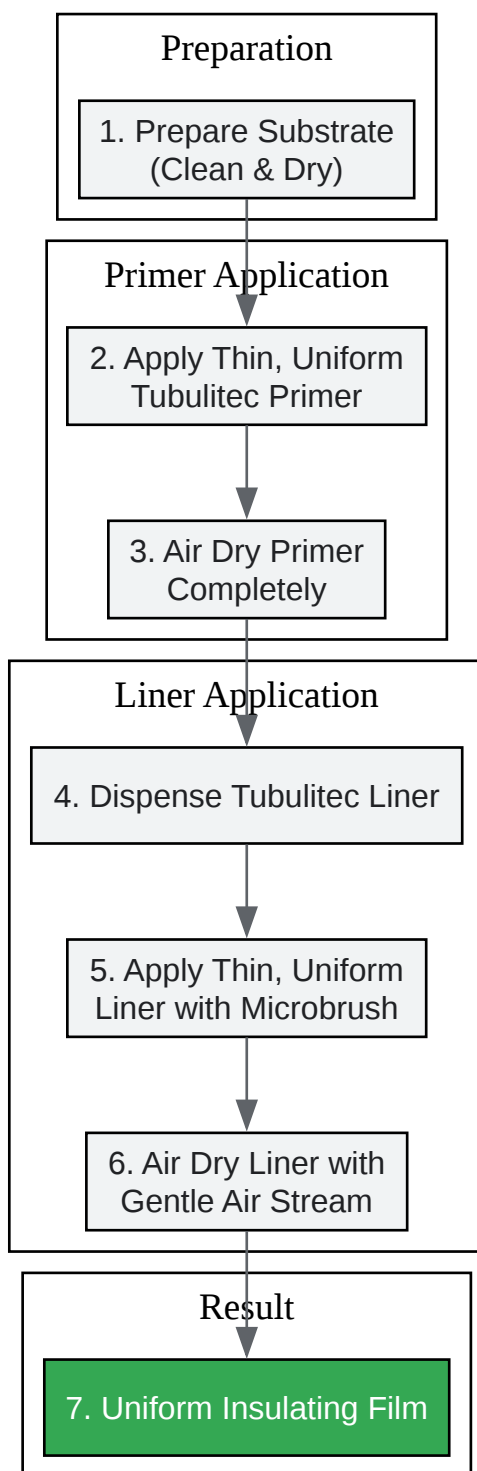 Preparation
1. Prepare Substrate
(Clean & Dry)
Primer Application
2. Apply Thin, Uniform
Tubulitec Primer
3. Air Dry Primer
Completely
Liner Application
4. Dispense Tubulitec Liner
5. Apply Thin, Uniform
Liner with Microbrush
6. Air Dry Liner with
Gentle Air Stream
Result
7. Uniform Insulating Film